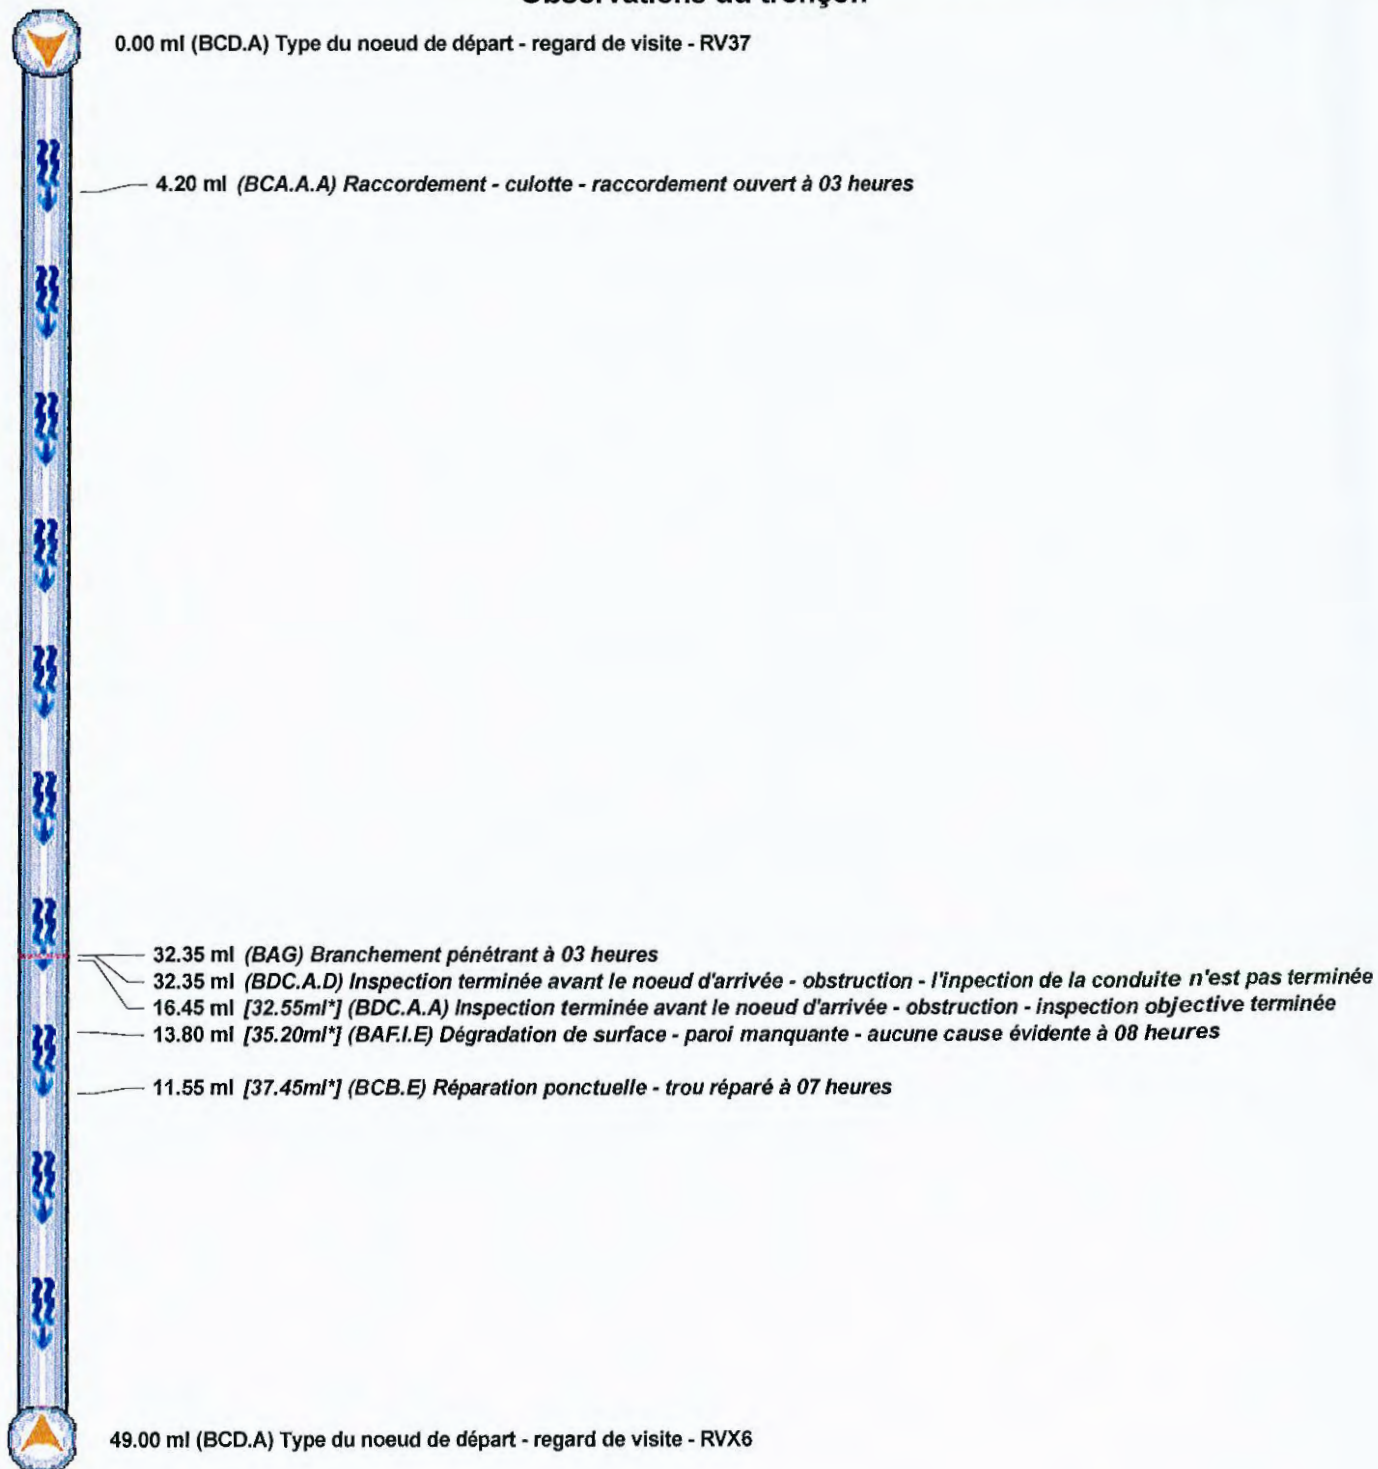 Observations du tronçon
0.00 ml (BCD.A) Type du noeud de départ - regard de visite - RV37
4.20 ml (BCA.A.A) Raccordement - culotte - raccordement ouvert à 03 heures
32.35 ml (BAG) Branchement pénétrant à 03 heures
32.35 ml (BDC.A.D) Inspection terminée avant le noeud d'arrivée - obstruction - l'inpection de la conduite n'est pas terminée
16.45 ml [32.55ml*] (BDC.A.A) Inspection terminée avant le noeud d'arrivée - obstruction - inspection objective terminée
13.80 ml [35.20ml*] (BAF.I.E) Dégradation de surface - paroi manquante - aucune cause évidente à 08 heures
11.55 ml [37.45ml*] (BCB.E) Réparation ponctuelle - trou réparé à 07 heures
49.00 ml (BCD.A) Type du noeud de départ - regard de visite - RVX6